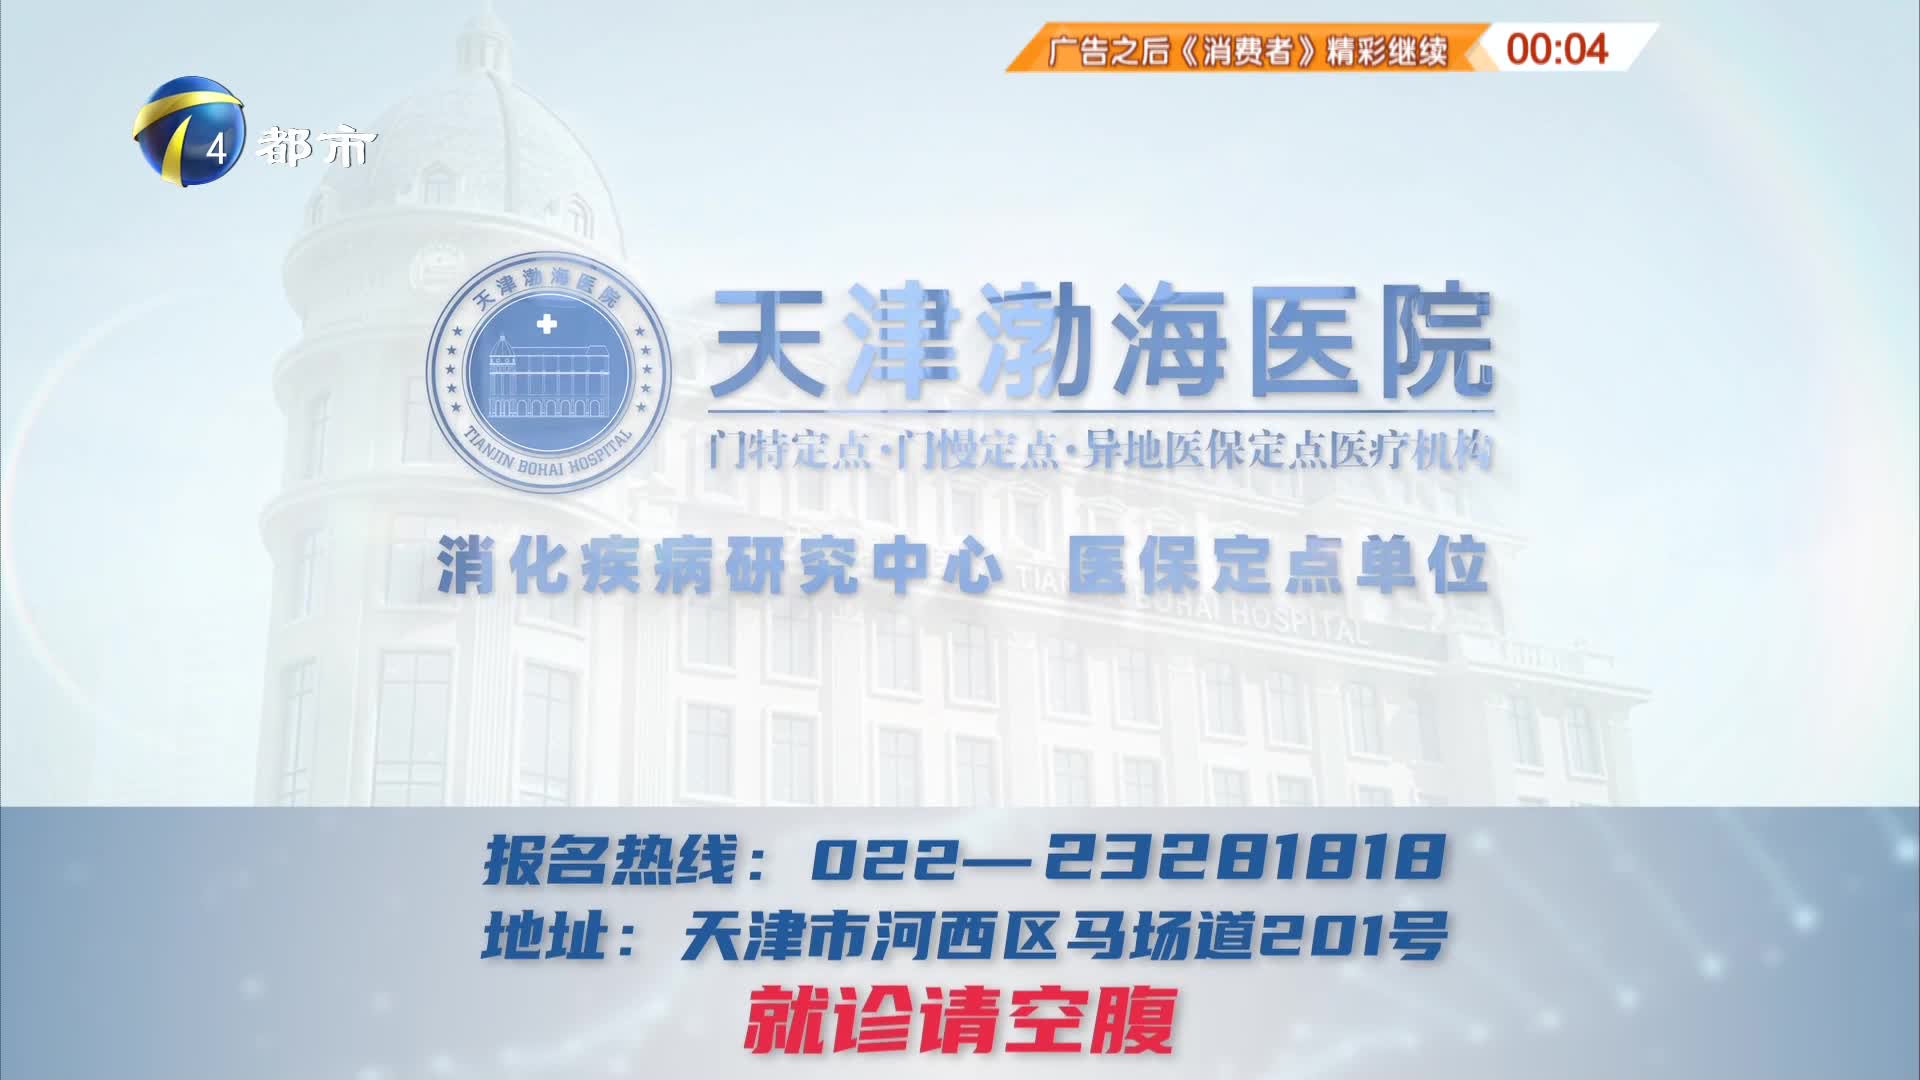 广告之后《消费者》精彩继续 00:04
4 都市
天津渤海医院
TIANJIN BOHAI HOSPITAL
天津渤海医院
门特定点·门慢定点·异地医保定点医疗机构
消化疾病研究中心 医保定点单位
TIANJIN BOHAI HOSPITAL
报名热线：022—23281818
地址：天津市河西区马场道201号
就诊请空腹